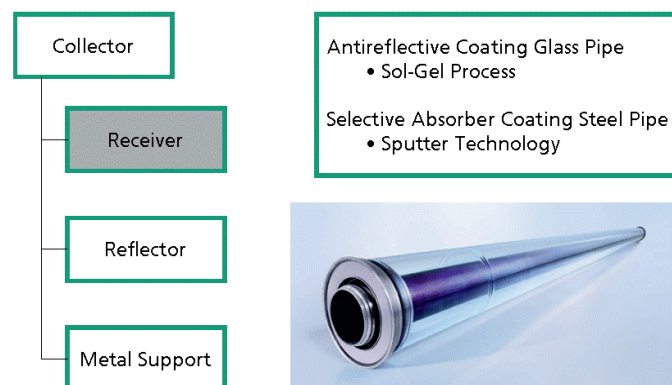 Collector
Receiver
Reflector
Metal Support
Antireflective Coating Glass Pipe
• Sol-Gel Process
Selective Absorber Coating Steel Pipe
• Sputter Technology